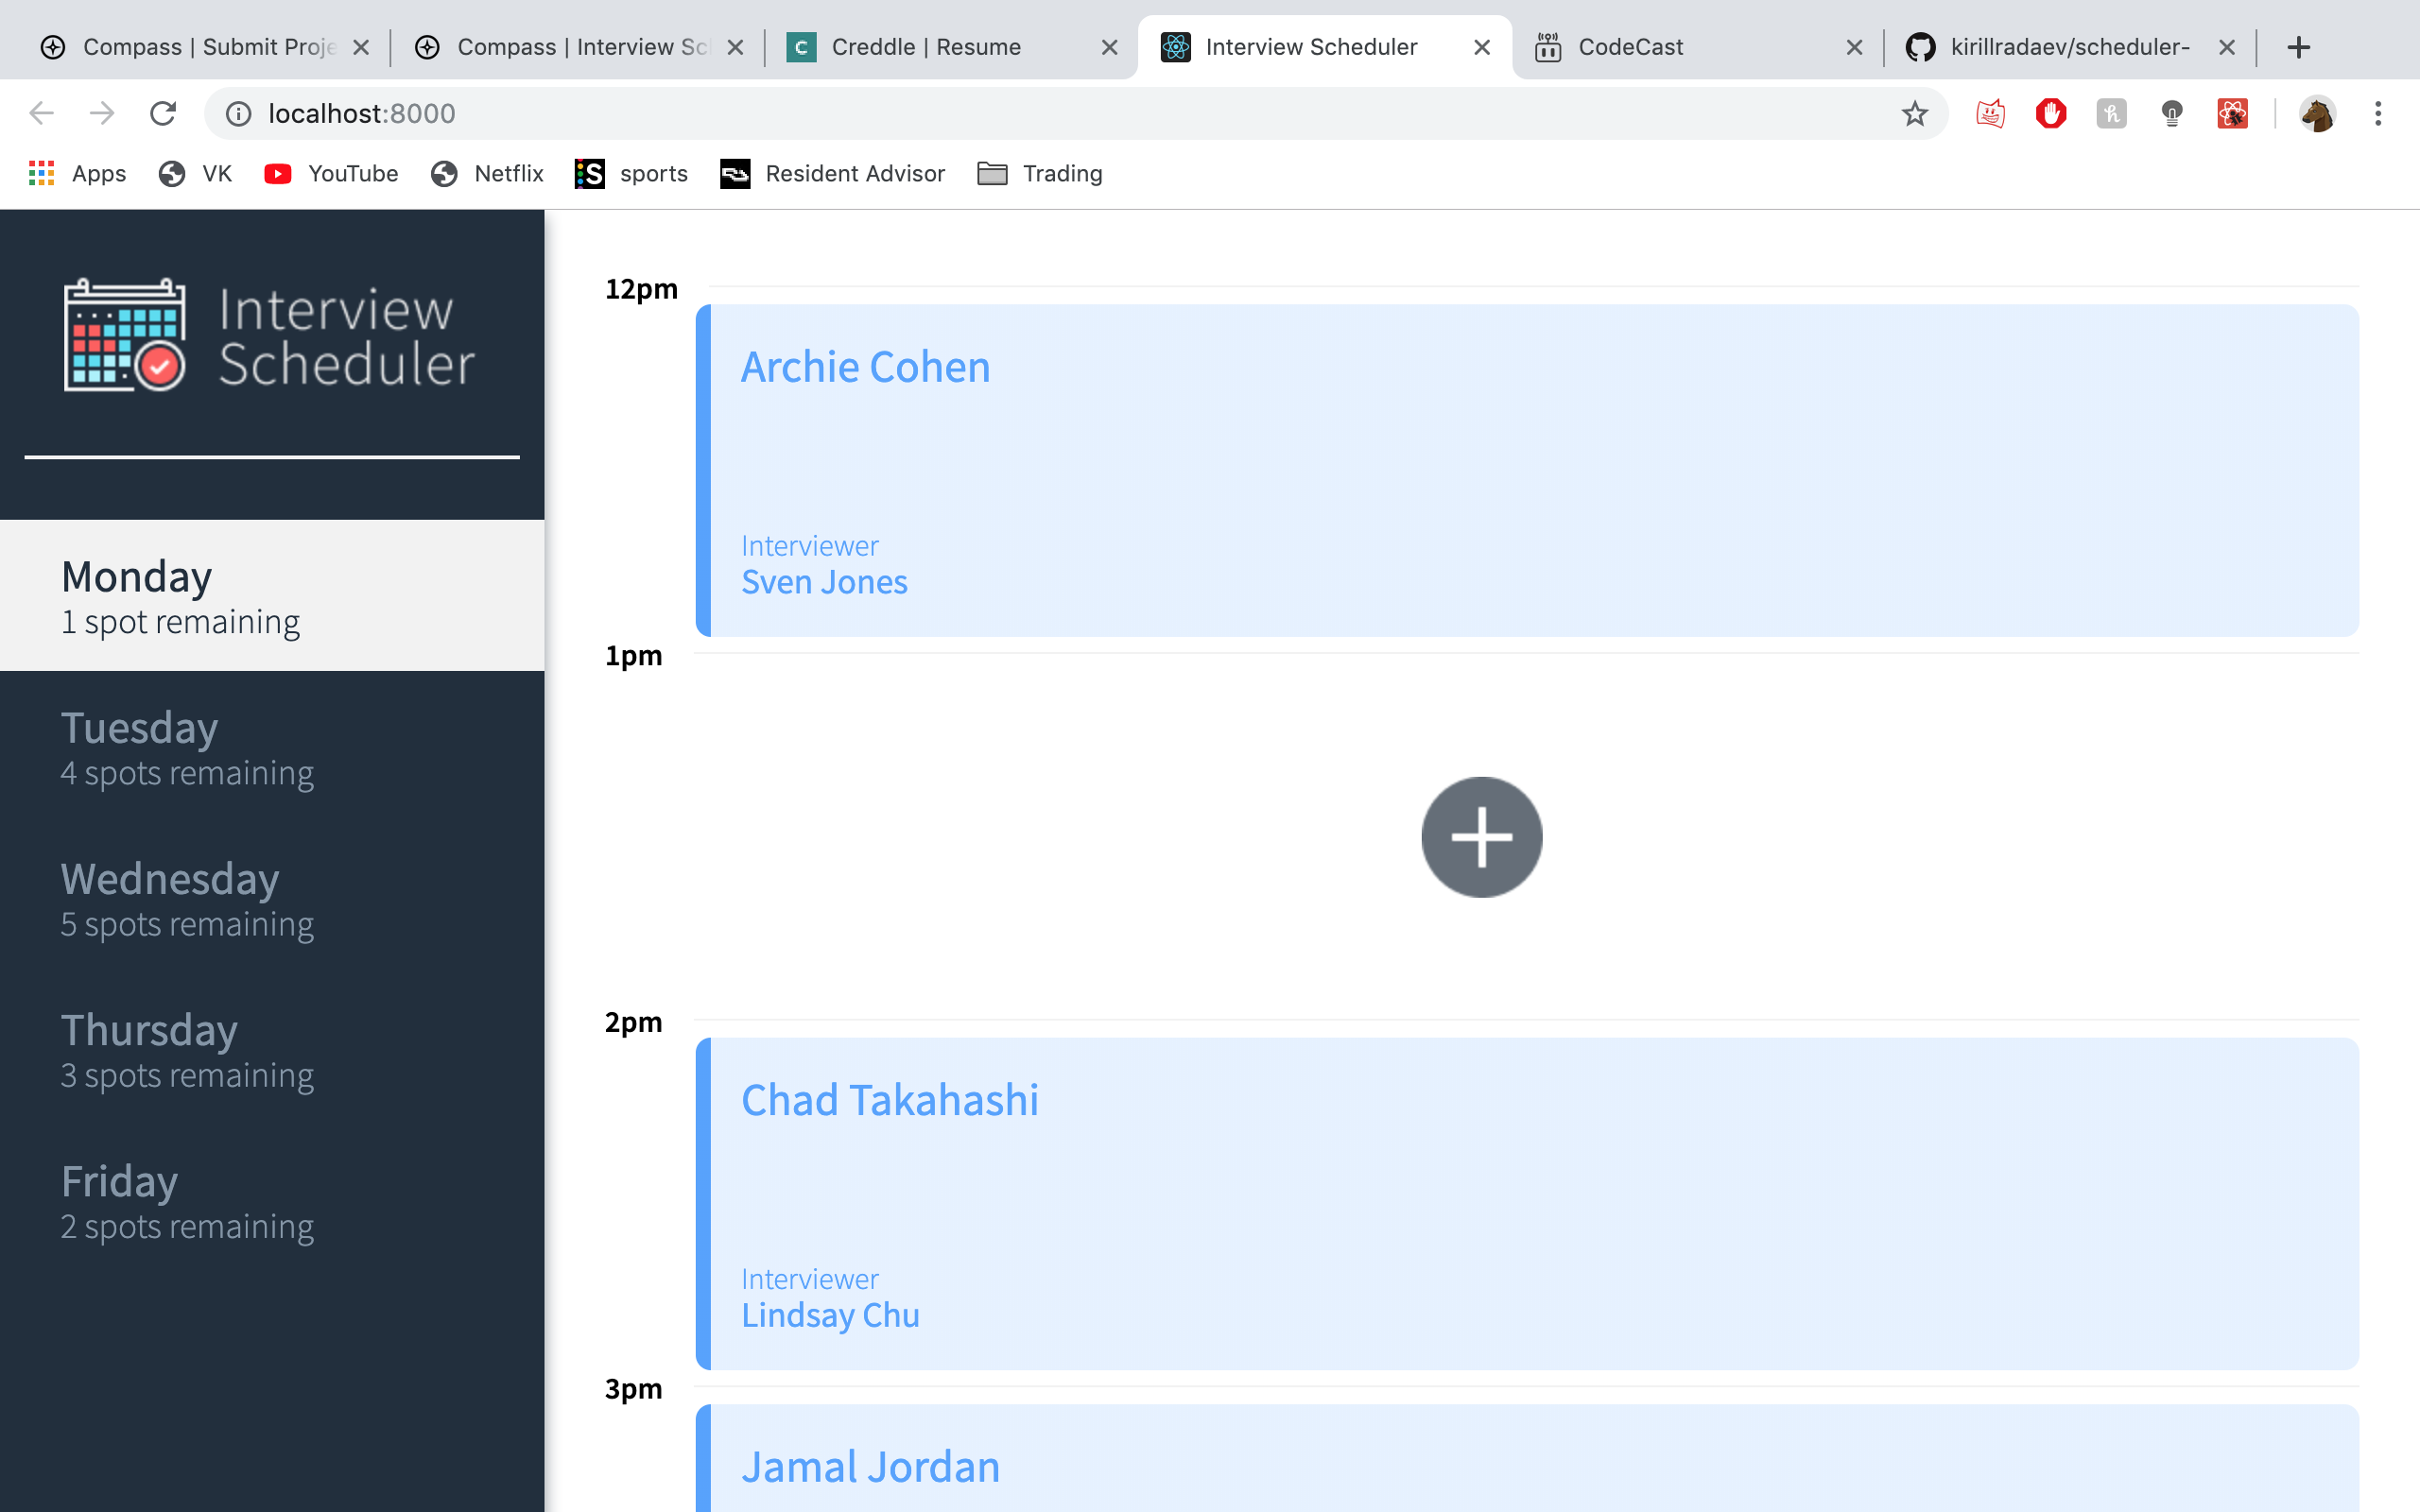 Compass | Submit Proje
Compass | Interview Sc
Creddle | Resume
Interview Scheduler
CodeCast
kirillradaev/scheduler-
localhost:8000
Apps
VK
YouTube
Netflix
sports
Resident Advisor
Trading
Interview
Scheduler
Monday
1 spot remaining
Tuesday
4 spots remaining
Wednesday
5 spots remaining
Thursday
3 spots remaining
Friday
2 spots remaining
12pm
Archie Cohen
Interviewer
Sven Jones
1pm
2pm
Chad Takahashi
Interviewer
Lindsay Chu
3pm
Jamal Jordan